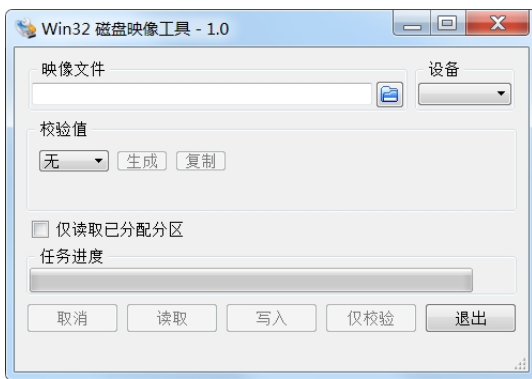 Win32 磁盘映像工具 - 1.0
映像文件 设备
校验值
无 生成 复制
仅读取已分配分区
任务进度
取消 读取 写入 仅校验 退出